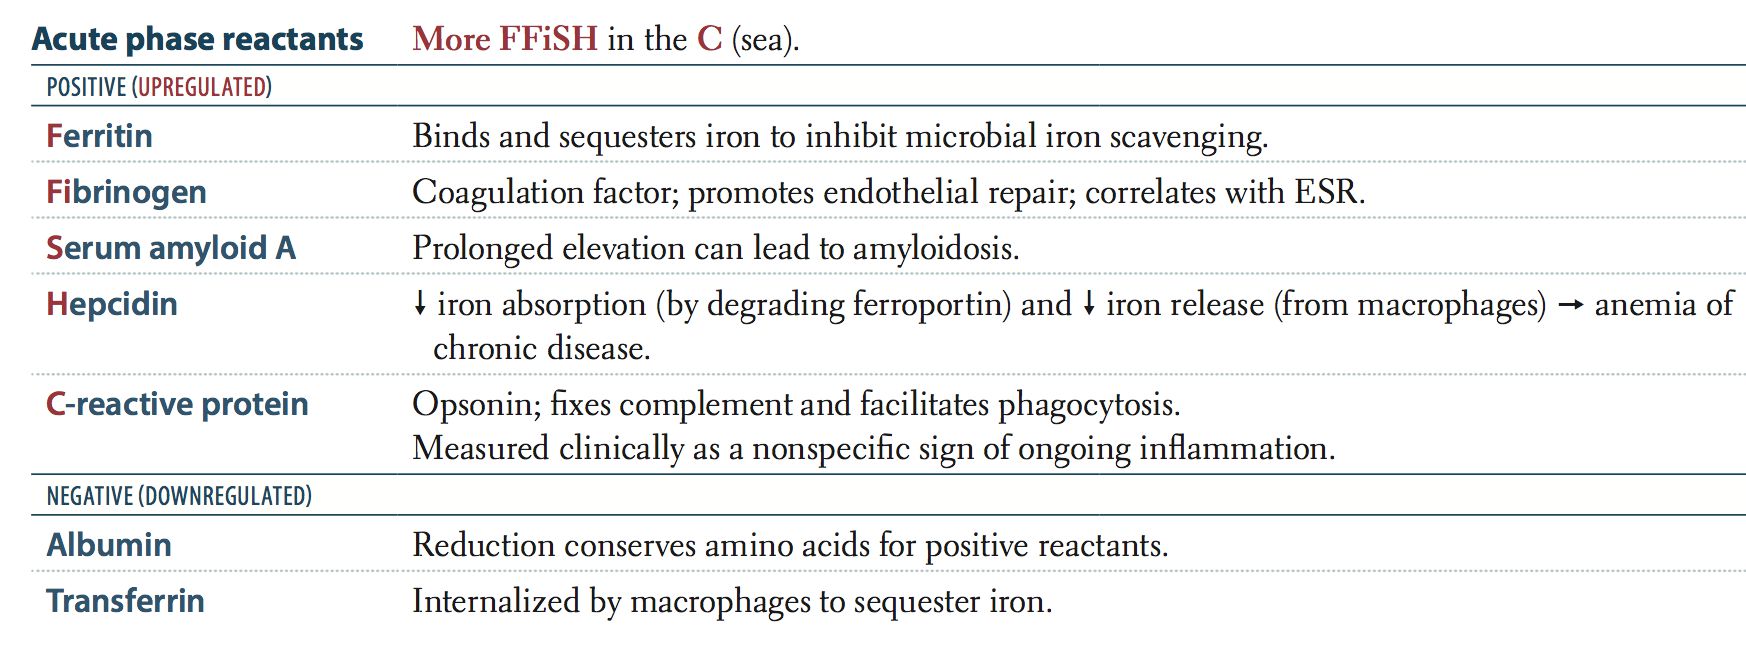 Acute phase reactants More FFiSH in the C (sea).
POSITIVE (UPREGULATED)
Ferritin Binds and sequesters iron to inhibit microbial iron scavenging.
Fibrinogen Coagulation factor; promotes endothelial repair; correlates with ESR.
Serum amyloid A Prolonged elevation can lead to amyloidosis.
Hepcidin ↓ iron absorption (by degrading ferroportin) and ↓ iron release (from macrophages) → anemia of
chronic disease.
C-reactive protein Opsonin; fixes complement and facilitates phagocytosis.
Measured clinically as a nonspecific sign of ongoing inflammation.
NEGATIVE (DOWNREGULATED)
Albumin Reduction conserves amino acids for positive reactants.
Transferrin Internalized by macrophages to sequester iron.